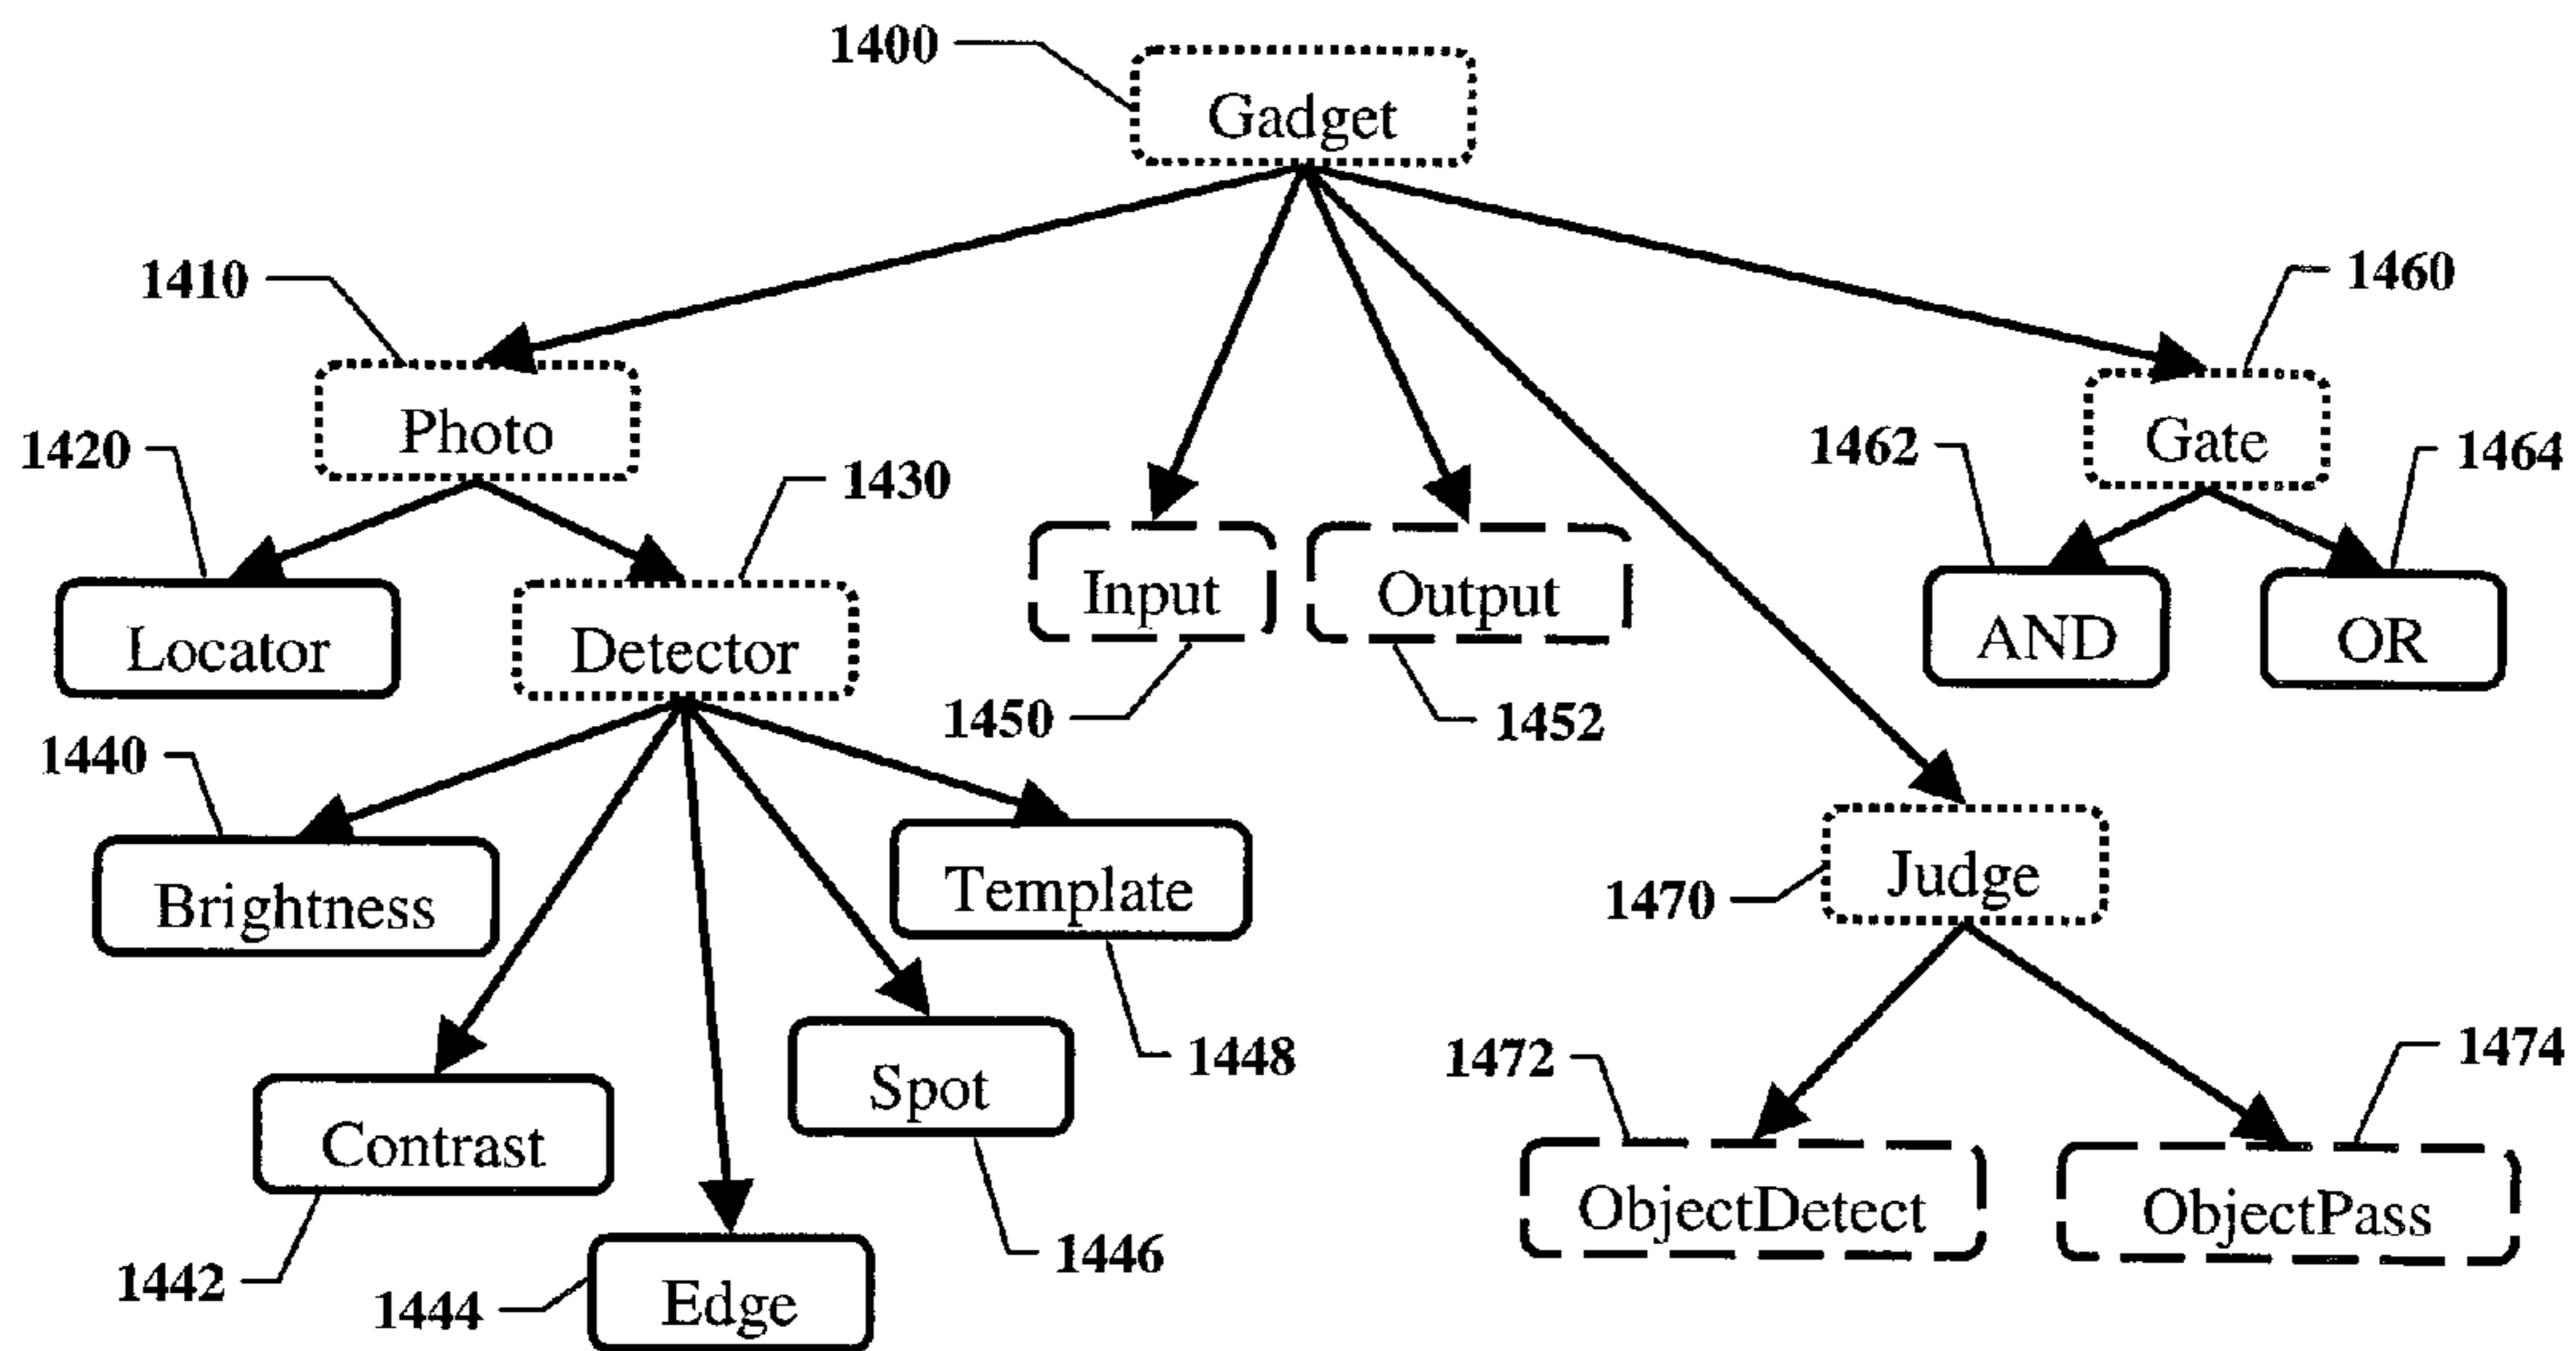 1400
Gadget
1410
1460
Photo
Gate
1420
1430
1462
1464
Locator
Detector
Input
Output
AND
OR
1450
1452
1440
Brightness
Template
Judge
1470
Contrast
Spot
1448
1472
1474
ObjectDetect
ObjectPass
1442
1444
Edge
1446